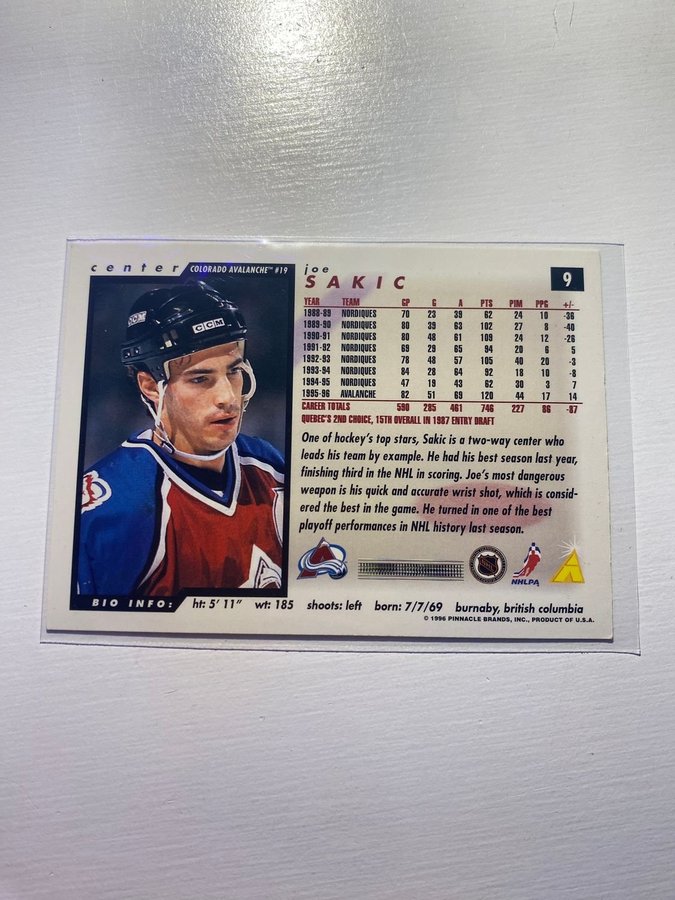 center COLORADO AVALANCHE™ #19
CCM
joe
SAKIC
9
YEAR TEAM GP G A PTS PIM PPG +/-
1988-89 NORDIQUES 70 23 39 62 24 10 -36
1989-90 NORDIQUES 80 39 63 102 27 8 -40
1990-91 NORDIQUES 80 48 61 109 24 12 -26
1991-92 NORDIQUES 69 29 65 94 20 6 5
1992-93 NORDIQUES 78 48 57 105 40 20 -3
1993-94 NORDIQUES 84 28 64 92 18 10 -8
1994-95 NORDIQUES 47 19 43 62 30 3 7
1995-96 AVALANCHE 82 51 69 120 44 17 14
CAREER TOTALS 590 285 461 746 227 86 -87
QUEBEC'S 2ND CHOICE, 15TH OVERALL IN 1987 ENTRY DRAFT
One of hockey's top stars, Sakic is a two-way center who
leads his team by example. He had his best season last year,
finishing third in the NHL in scoring. Joe's most dangerous
weapon is his quick and accurate wrist shot, which is consid-
ered the best in the game. He turned in one of the best
playoff performances in NHL history last season.
NHL
NHLPA
BIO INFO: ht: 5' 11" wt: 185 shoots: left born: 7/7/69 burnaby, british columbia
© 1996 PINNACLE BRANDS, INC., PRODUCT OF U.S.A.